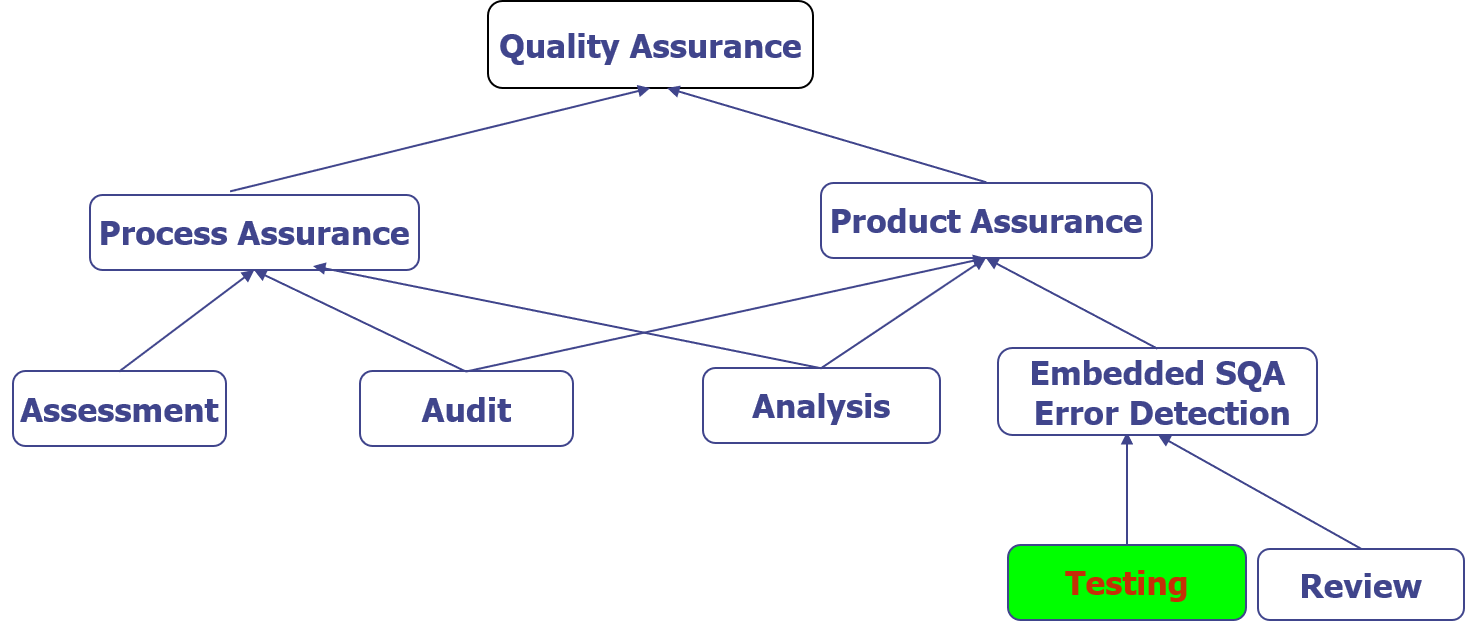 Quality Assurance
Process Assurance
Product Assurance
Assessment
Audit
Analysis
Embedded SQA
Error Detection
Testing
Review